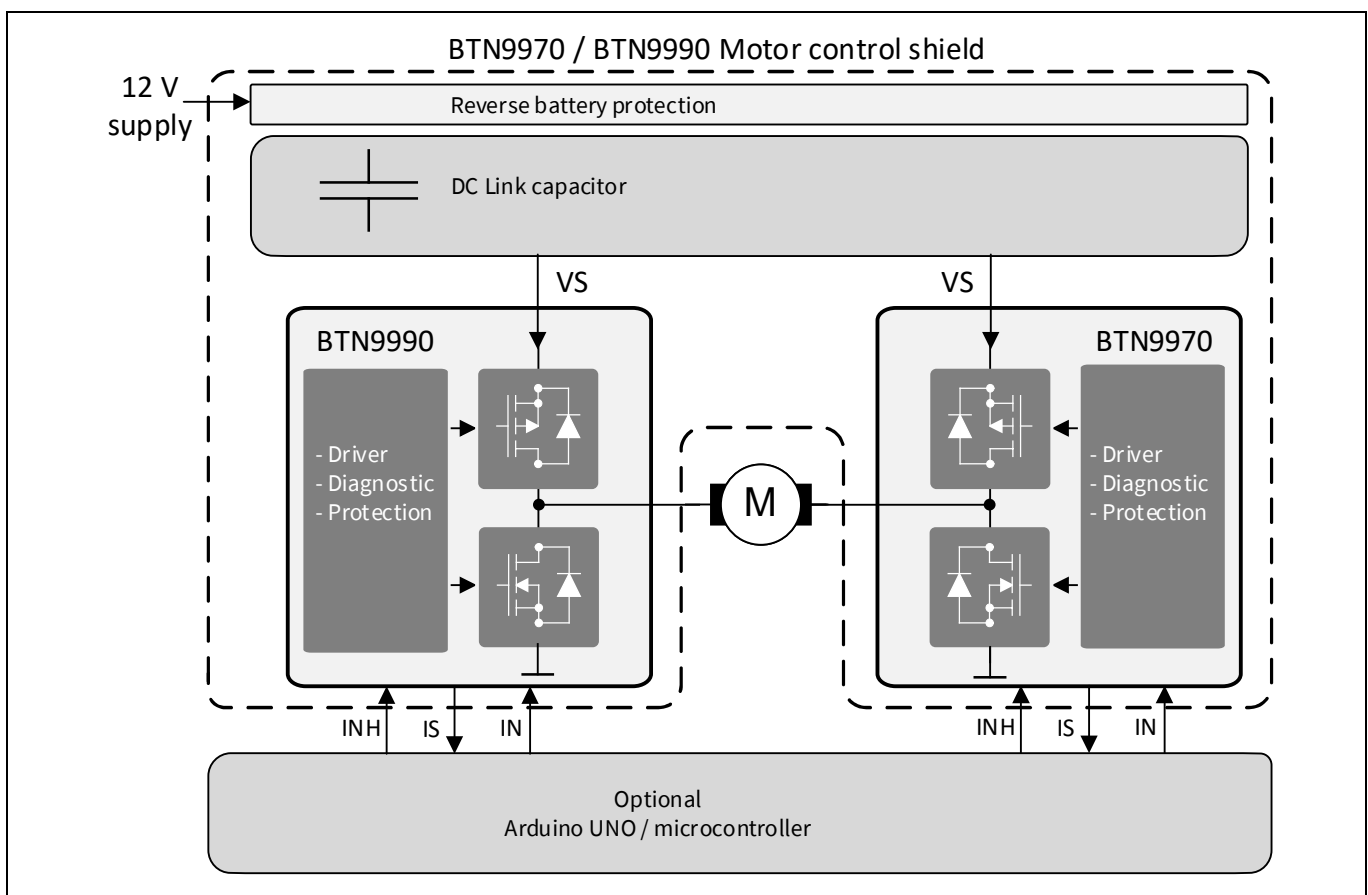 BTN9970 / BTN9990 Motor control shield
12 V
supply
Reverse battery protection
DC Link capacitor
VS
VS
BTN9990
BTN9970
- Driver
- Diagnostic
- Protection
M
- Driver
- Diagnostic
- Protection
INH
IS
IN
INH
IS
IN
Optional
Arduino UNO / microcontroller